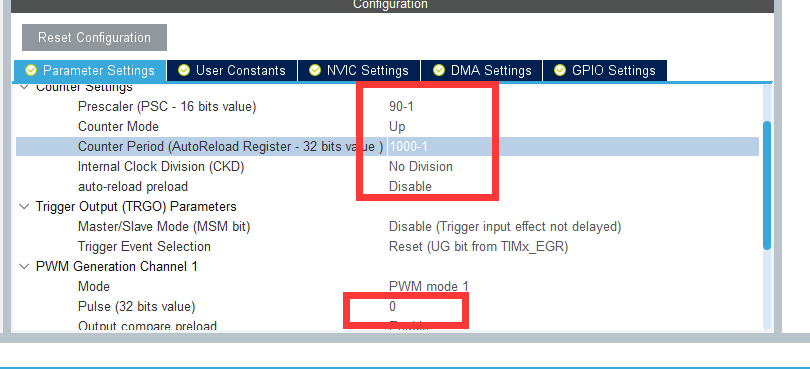 Configuration
Reset Configuration
Parameter Settings User Constants NVIC Settings DMA Settings GPIO Settings
Counter Settings
Prescaler (PSC - 16 bits value) 90-1
Counter Mode Up
Counter Period (AutoReload Register - 32 bits value ) 1000-1
Internal Clock Division (CKD) No Division
auto-reload preload Disable
Trigger Output (TRGO) Parameters
Master/Slave Mode (MSM bit) Disable (Trigger input effect not delayed)
Trigger Event Selection Reset (UG bit from TIMx_EGR)
PWM Generation Channel 1
Mode PWM mode 1
Pulse (32 bits value) 0
Output compare preload Enable